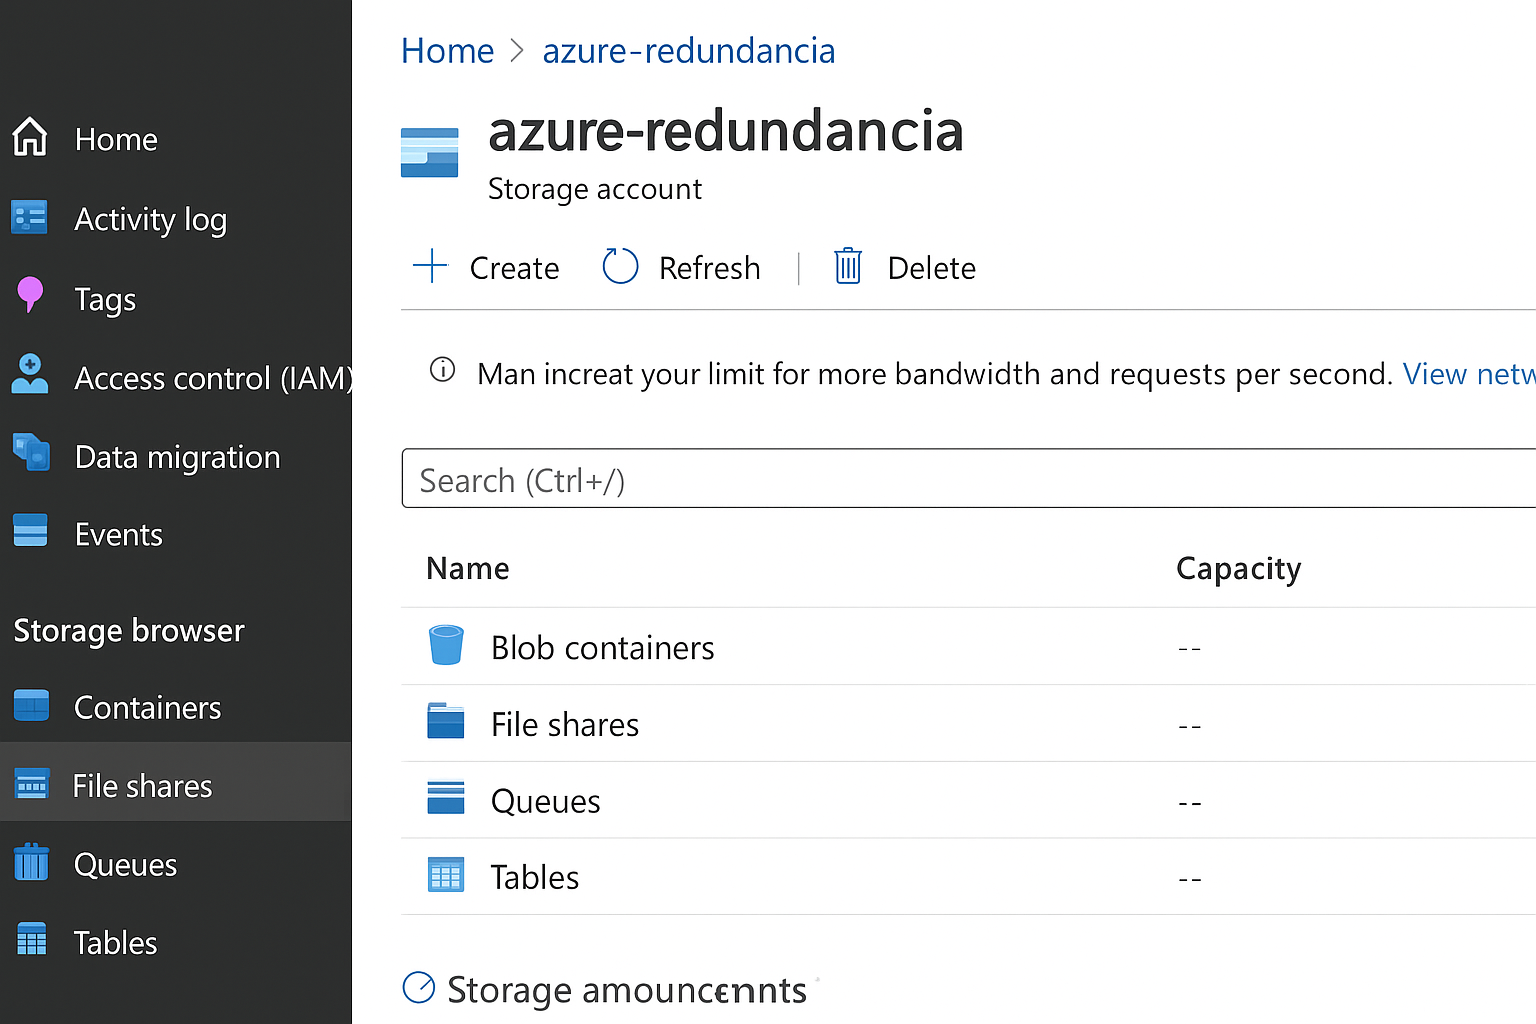 Home
Activity log
Tags
Access control (IAM)
Data migration
Events
Storage browser
Containers
File shares
Queues
Tables
Home > azure-redundancia
azure-redundancia
Storage account
Create Refresh | Delete
Man increat your limit for more bandwidth and requests per second. View netw
Search (Ctrl+/)
Name Capacity
Blob containers --
File shares --
Queues --
Tables --
Storage